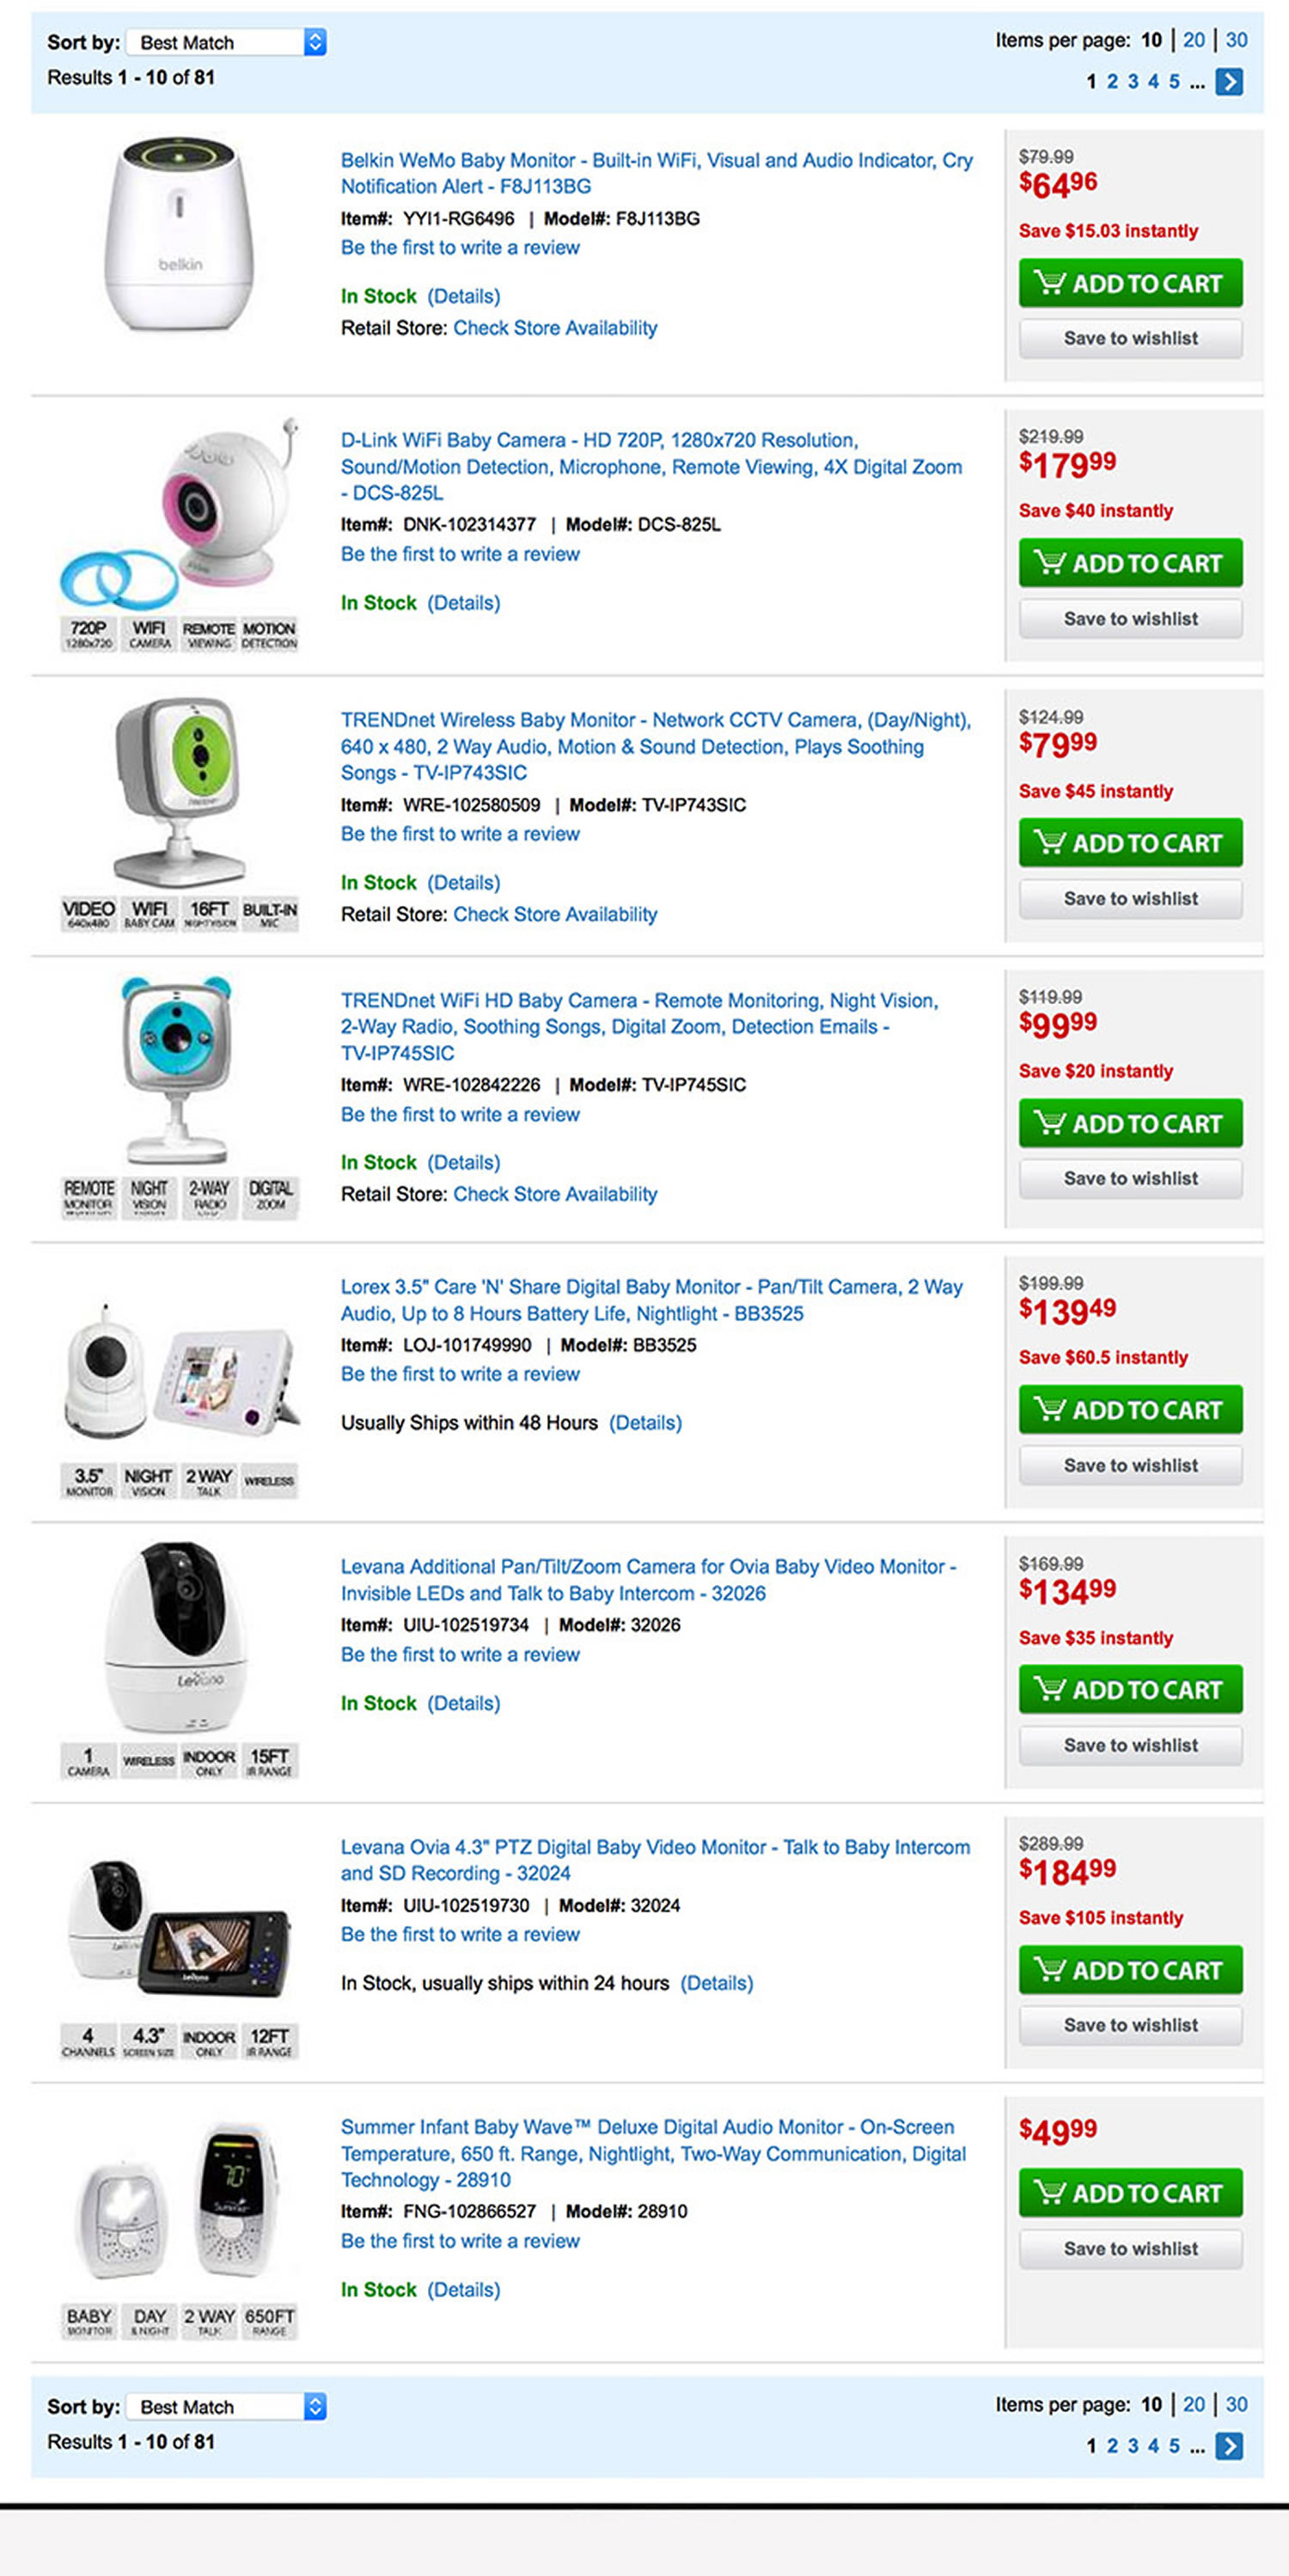 Sort by: Best Match
Items per page: 10 | 20 | 30
Results 1 - 10 of 81
1 2 3 4 5 ...
belkin
Belkin WeMo Baby Monitor - Built-in WiFi, Visual and Audio Indicator, Cry
Notification Alert - F8J113BG
Item#: YYI1-RG6496 | Model#: F8J113BG
Be the first to write a review
In Stock (Details)
Retail Store: Check Store Availability
$79.99
$6496
Save $15.03 instantly
ADD TO CART
Save to wishlist
720P 1280x720
WIFI CAMERA
REMOTE VIEWING
MOTION DETECTION
D-Link WiFi Baby Camera - HD 720P, 1280x720 Resolution,
Sound/Motion Detection, Microphone, Remote Viewing, 4X Digital Zoom
- DCS-825L
Item#: DNK-102314377 | Model#: DCS-825L
Be the first to write a review
In Stock (Details)
$219.99
$17999
Save $40 instantly
ADD TO CART
Save to wishlist
VIDEO 640x480
WIFI BABY CAM
16FT NIGHT VISION
BUILT-IN MIC
TRENDnet Wireless Baby Monitor - Network CCTV Camera, (Day/Night),
640 x 480, 2 Way Audio, Motion & Sound Detection, Plays Soothing
Songs - TV-IP743SIC
Item#: WRE-102580509 | Model#: TV-IP743SIC
Be the first to write a review
In Stock (Details)
Retail Store: Check Store Availability
$124.99
$7999
Save $45 instantly
ADD TO CART
Save to wishlist
REMOTE MONITOR
NIGHT VISION
2-WAY RADIO
DIGITAL ZOOM
TRENDnet WiFi HD Baby Camera - Remote Monitoring, Night Vision,
2-Way Radio, Soothing Songs, Digital Zoom, Detection Emails -
TV-IP745SIC
Item#: WRE-102842226 | Model#: TV-IP745SIC
Be the first to write a review
In Stock (Details)
Retail Store: Check Store Availability
$119.99
$9999
Save $20 instantly
ADD TO CART
Save to wishlist
3.5" MONITOR
NIGHT VISION
2 WAY TALK
WIRELESS
Lorex 3.5" Care 'N' Share Digital Baby Monitor - Pan/Tilt Camera, 2 Way
Audio, Up to 8 Hours Battery Life, Nightlight - BB3525
Item#: LOJ-101749990 | Model#: BB3525
Be the first to write a review
Usually Ships within 48 Hours (Details)
$199.99
$13949
Save $60.5 instantly
ADD TO CART
Save to wishlist
Levana
1 CAMERA
WIRELESS
INDOOR ONLY
15FT IR RANGE
Levana Additional Pan/Tilt/Zoom Camera for Ovia Baby Video Monitor -
Invisible LEDs and Talk to Baby Intercom - 32026
Item#: UIU-102519734 | Model#: 32026
Be the first to write a review
In Stock (Details)
$169.99
$13499
Save $35 instantly
ADD TO CART
Save to wishlist
4 CHANNELS
4.3" SCREEN SIZE
INDOOR ONLY
12FT IR RANGE
Levana Ovia 4.3" PTZ Digital Baby Video Monitor - Talk to Baby Intercom
and SD Recording - 32024
Item#: UIU-102519730 | Model#: 32024
Be the first to write a review
In Stock, usually ships within 24 hours (Details)
$289.99
$18499
Save $105 instantly
ADD TO CART
Save to wishlist
70°
Summer
BABY MONITOR
DAY & NIGHT
2 WAY TALK
650FT RANGE
Summer Infant Baby Wave™ Deluxe Digital Audio Monitor - On-Screen
Temperature, 650 ft. Range, Nightlight, Two-Way Communication, Digital
Technology - 28910
Item#: FNG-102866527 | Model#: 28910
Be the first to write a review
In Stock (Details)
$4999
ADD TO CART
Save to wishlist
Sort by: Best Match
Items per page: 10 | 20 | 30
Results 1 - 10 of 81
1 2 3 4 5 ...